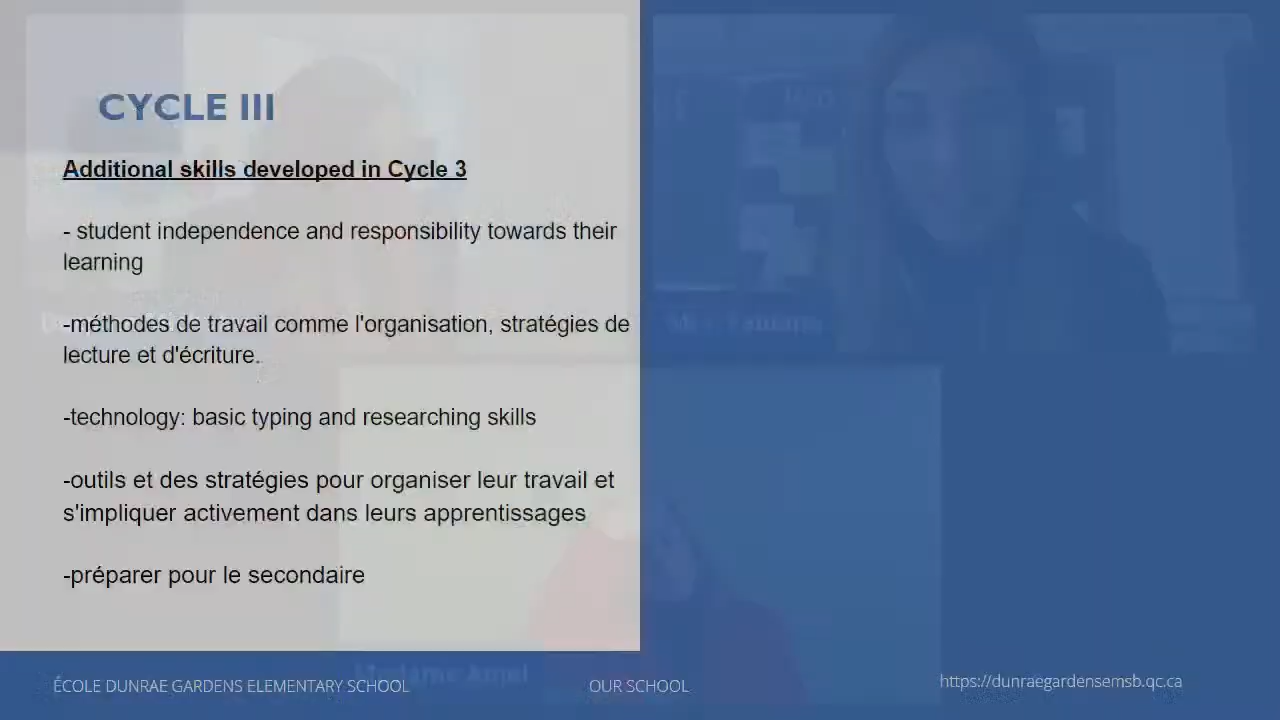 CYCLE III
Additional skills developed in Cycle 3
- student independence and responsibility towards their
learning
-méthodes de travail comme l'organisation, stratégies de
lecture et d'écriture.
-technology: basic typing and researching skills
-outils et des stratégies pour organiser leur travail et
s'impliquer activement dans leurs apprentissages
-préparer pour le secondaire
ÉCOLE DUNRAE GARDENS ELEMENTARY SCHOOL
OUR SCHOOL
https://dunraegardensemsb.qc.ca